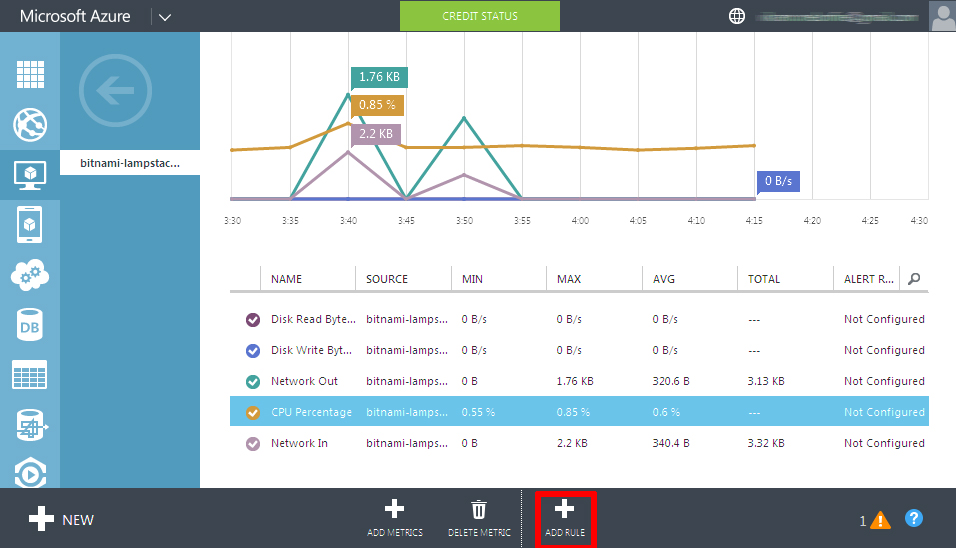 Microsoft Azure
CREDIT STATUS
bitnami-lampstac...
1.76 KB
0.85 %
2.2 KB
0 B/s
3:30 3:35 3:40 3:45 3:50 3:55 4:00 4:05 4:10 4:15 4:20 4:25 4:30
NAME SOURCE MIN MAX AVG TOTAL ALERT R...
Disk Read Byte... bitnami-lamps... 0 B/s 0 B/s 0 B/s --- Not Configured
Disk Write Byt... bitnami-lamps... 0 B/s 0 B/s 0 B/s --- Not Configured
Network Out bitnami-lamps... 0 B 1.76 KB 320.6 B 3.13 KB Not Configured
CPU Percentage bitnami-lamps... 0.55 % 0.85 % 0.6 % --- Not Configured
Network In bitnami-lamps... 0 B 2.2 KB 340.4 B 3.32 KB Not Configured
DB
NEW
ADD METRICS
DELETE METRIC
ADD RULE
1
?